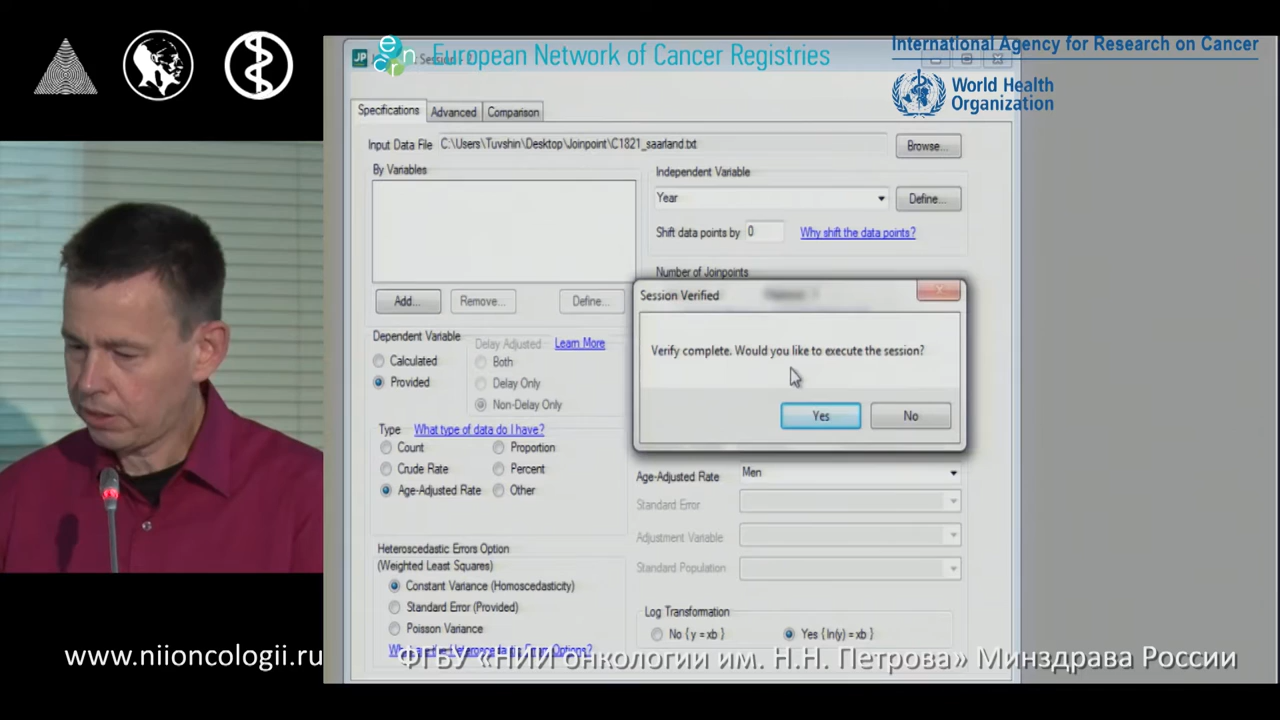 European Network of Cancer Registries
International Agency for Research on Cancer
World Health
Organization
JP
Specifications
Advanced
Comparison
Input Data File C:\Users\Tuvshin\Desktop\Joinpoint\C1821_saarland.txt
Browse...
By Variables
Independent Variable
Year
Define...
Shift data points by 0
Why shift the data points?
Number of Joinpoints
Add...
Remove...
Define...
Session Verified
Verify complete. Would you like to execute the session?
Yes
No
Dependent Variable
Calculated
Provided
Delay Adjusted
Learn More
Both
Delay Only
Non-Delay Only
Type
What type of data do I have?
Count
Proportion
Crude Rate
Percent
Age-Adjusted Rate
Other
Age-Adjusted Rate Men
Standard Error
Adjustment Variable
Standard Population
Heteroscedastic Errors Option
(Weighted Least Squares)
Constant Variance (Homoscedasticity)
Standard Error (Provided)
Poisson Variance
Log Transformation
No { y = xb }
Yes { ln(y) = xb }
www.niioncologii.ru
ФГБУ «НИИ онкологии им. Н.Н. Петрова» Минздрава России